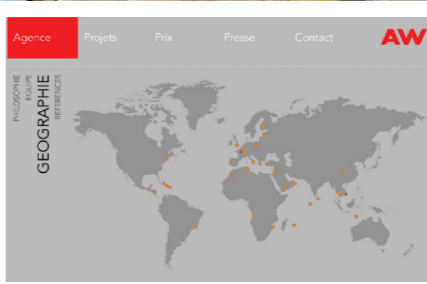 Agence Projets Prix Presse Contact AW
PHILOSOPHIE
EQUIPE
GEOGRAPHIE
REFERENCES